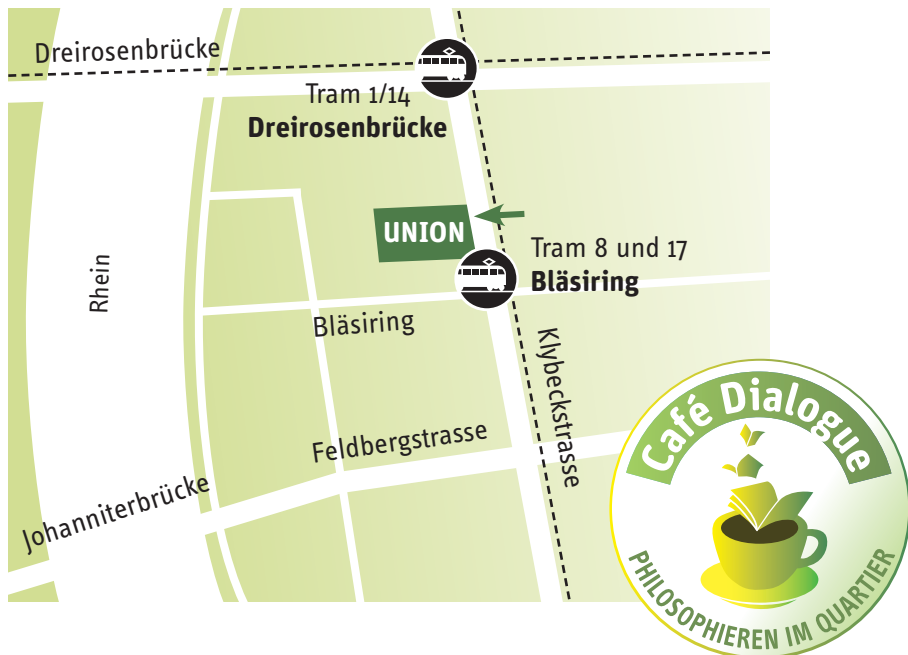 Dreirosenbrücke
Tram 1/14
Dreirosenbrücke
UNION
Tram 8 und 17
Bläsiring
Rhein
Bläsiring
Klybeckstrasse
Feldbergstrasse
Johanniterbrücke
Café Dialogue
PHILOSOPHIEREN IM QUARTIER